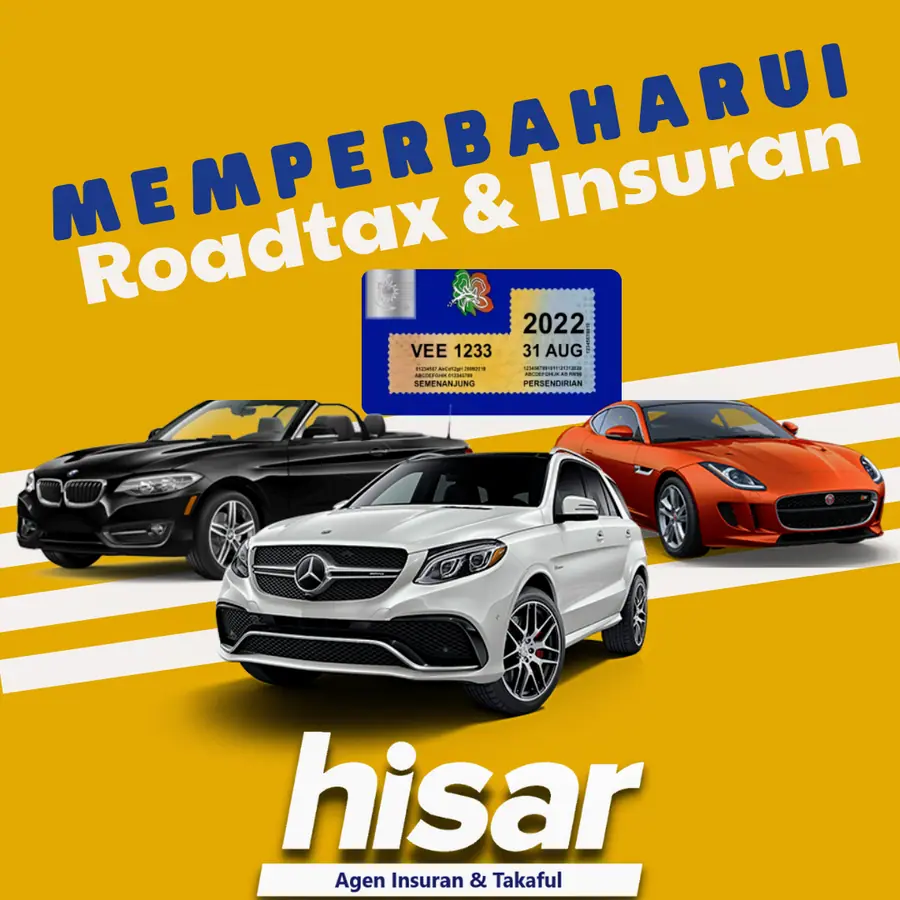 MEMPERBAHARUI
Roadtax & Insuran
2022
VEE 1233
31 AUG
SEMENANJUNG
PERSENDIRIAN
hisar
Agen Insuran & Takaful